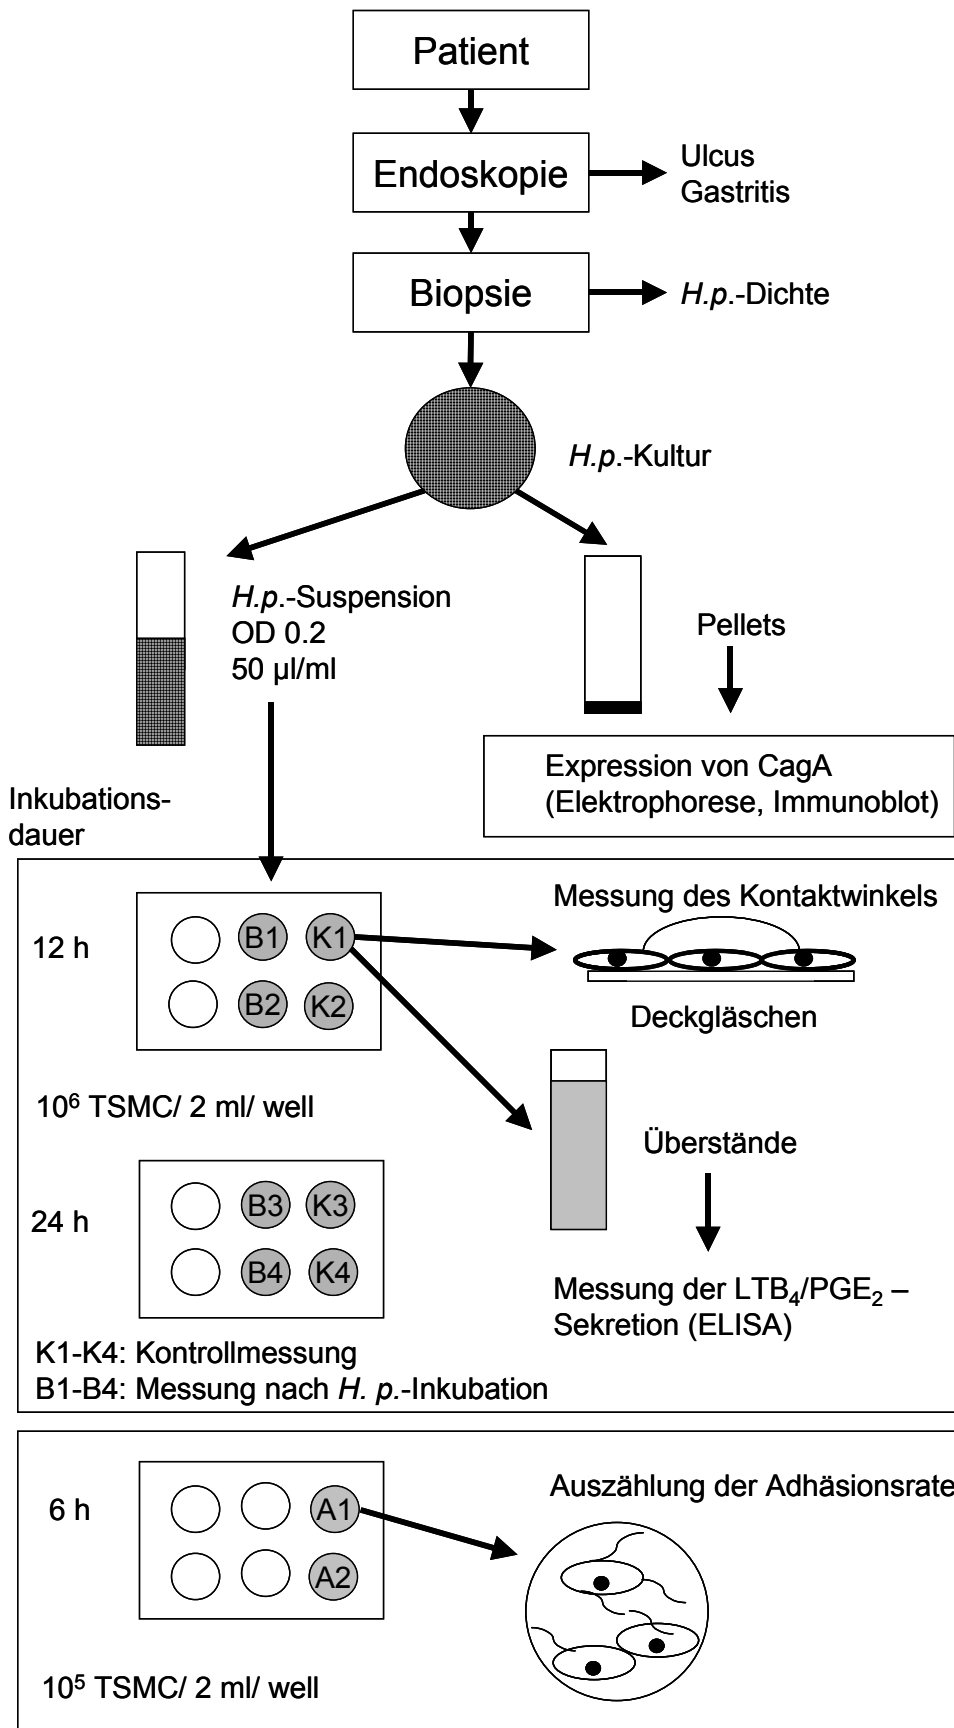 Patient
Endoskopie
Ulcus
Gastritis
Biopsie
H.p.-Dichte
H.p.-Kultur
H.p.-Suspension
OD 0.2
50 µl/ml
Pellets
Expression von CagA
(Elektrophorese, Immunoblot)
Inkubations-
dauer
12 h
B1 K1
B2 K2
Messung des Kontaktwinkels
Deckgläschen
10⁶ TSMC/ 2 ml/ well
Überstände
24 h
B3 K3
B4 K4
Messung der LTB₄/PGE₂ –
Sekretion (ELISA)
K1-K4: Kontrollmessung
B1-B4: Messung nach H. p.-Inkubation
6 h
A1
A2
Auszählung der Adhäsionsrate
10⁵ TSMC/ 2 ml/ well